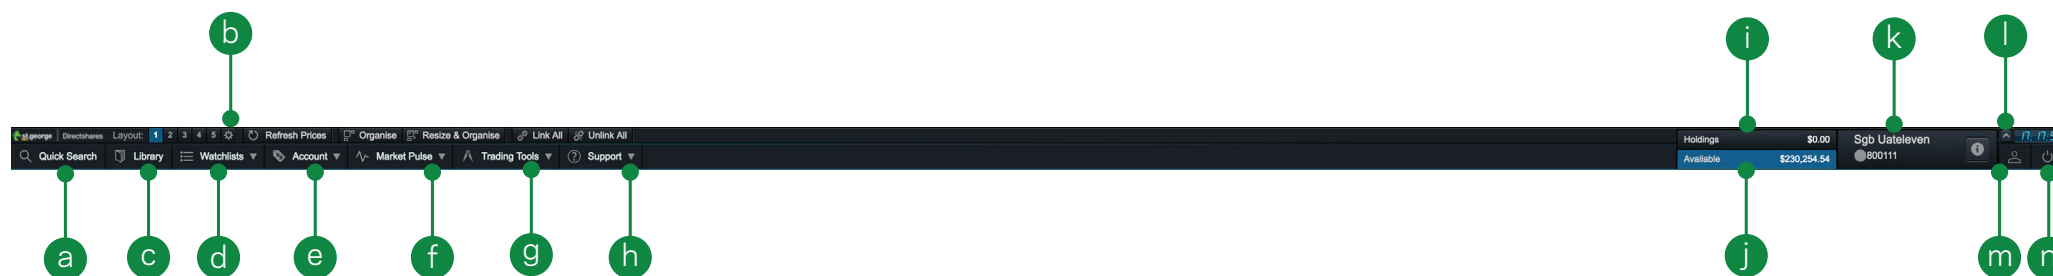 b i k l
st.george Directshares Layout: 1 2 3 4 5 Refresh Prices Organise Resize & Organise Link All Unlink All Holdings $0.00 Sgb Uateleven
Quick Search Library Watchlists Account Market Pulse Trading Tools Support Available $230,254.54 800111
a c d e f g h j m n